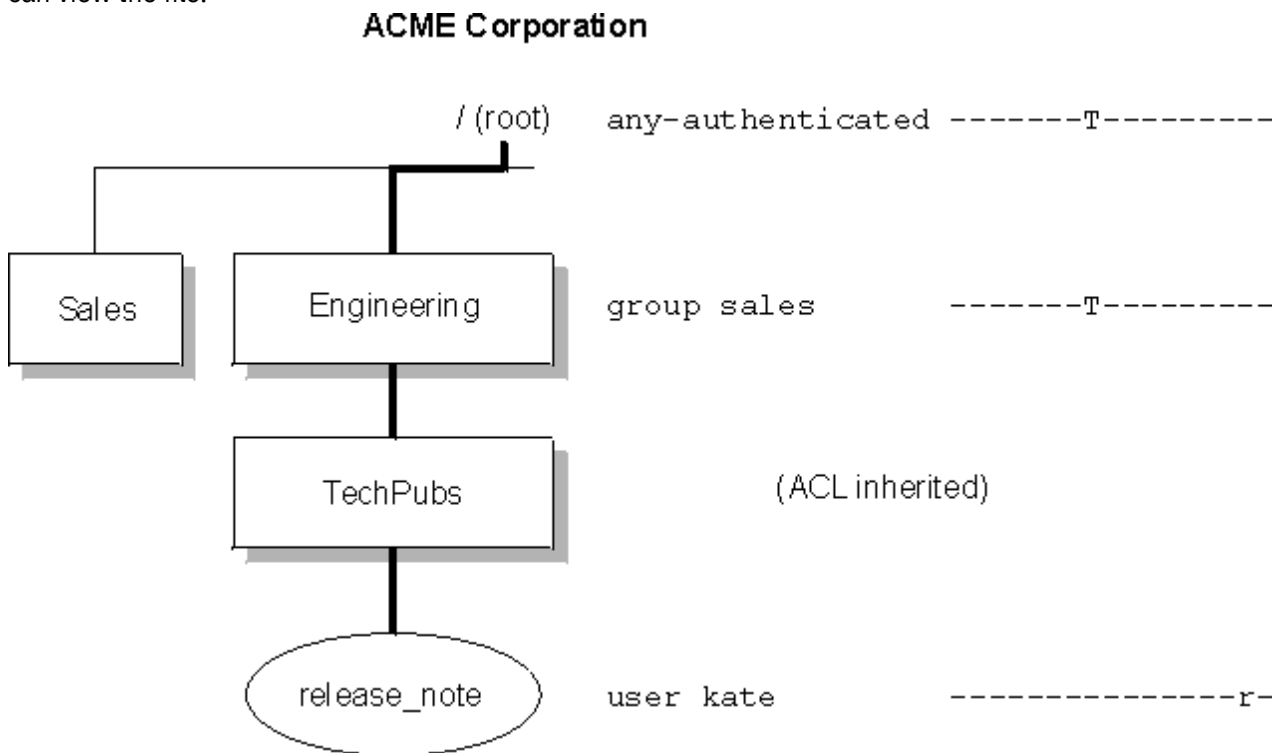 can view the file.
ACME Corporation
/ (root) any-authenticated -------T---------
Sales Engineering group sales -------T---------
TechPubs (ACL inherited)
release_note user kate ---------------r-